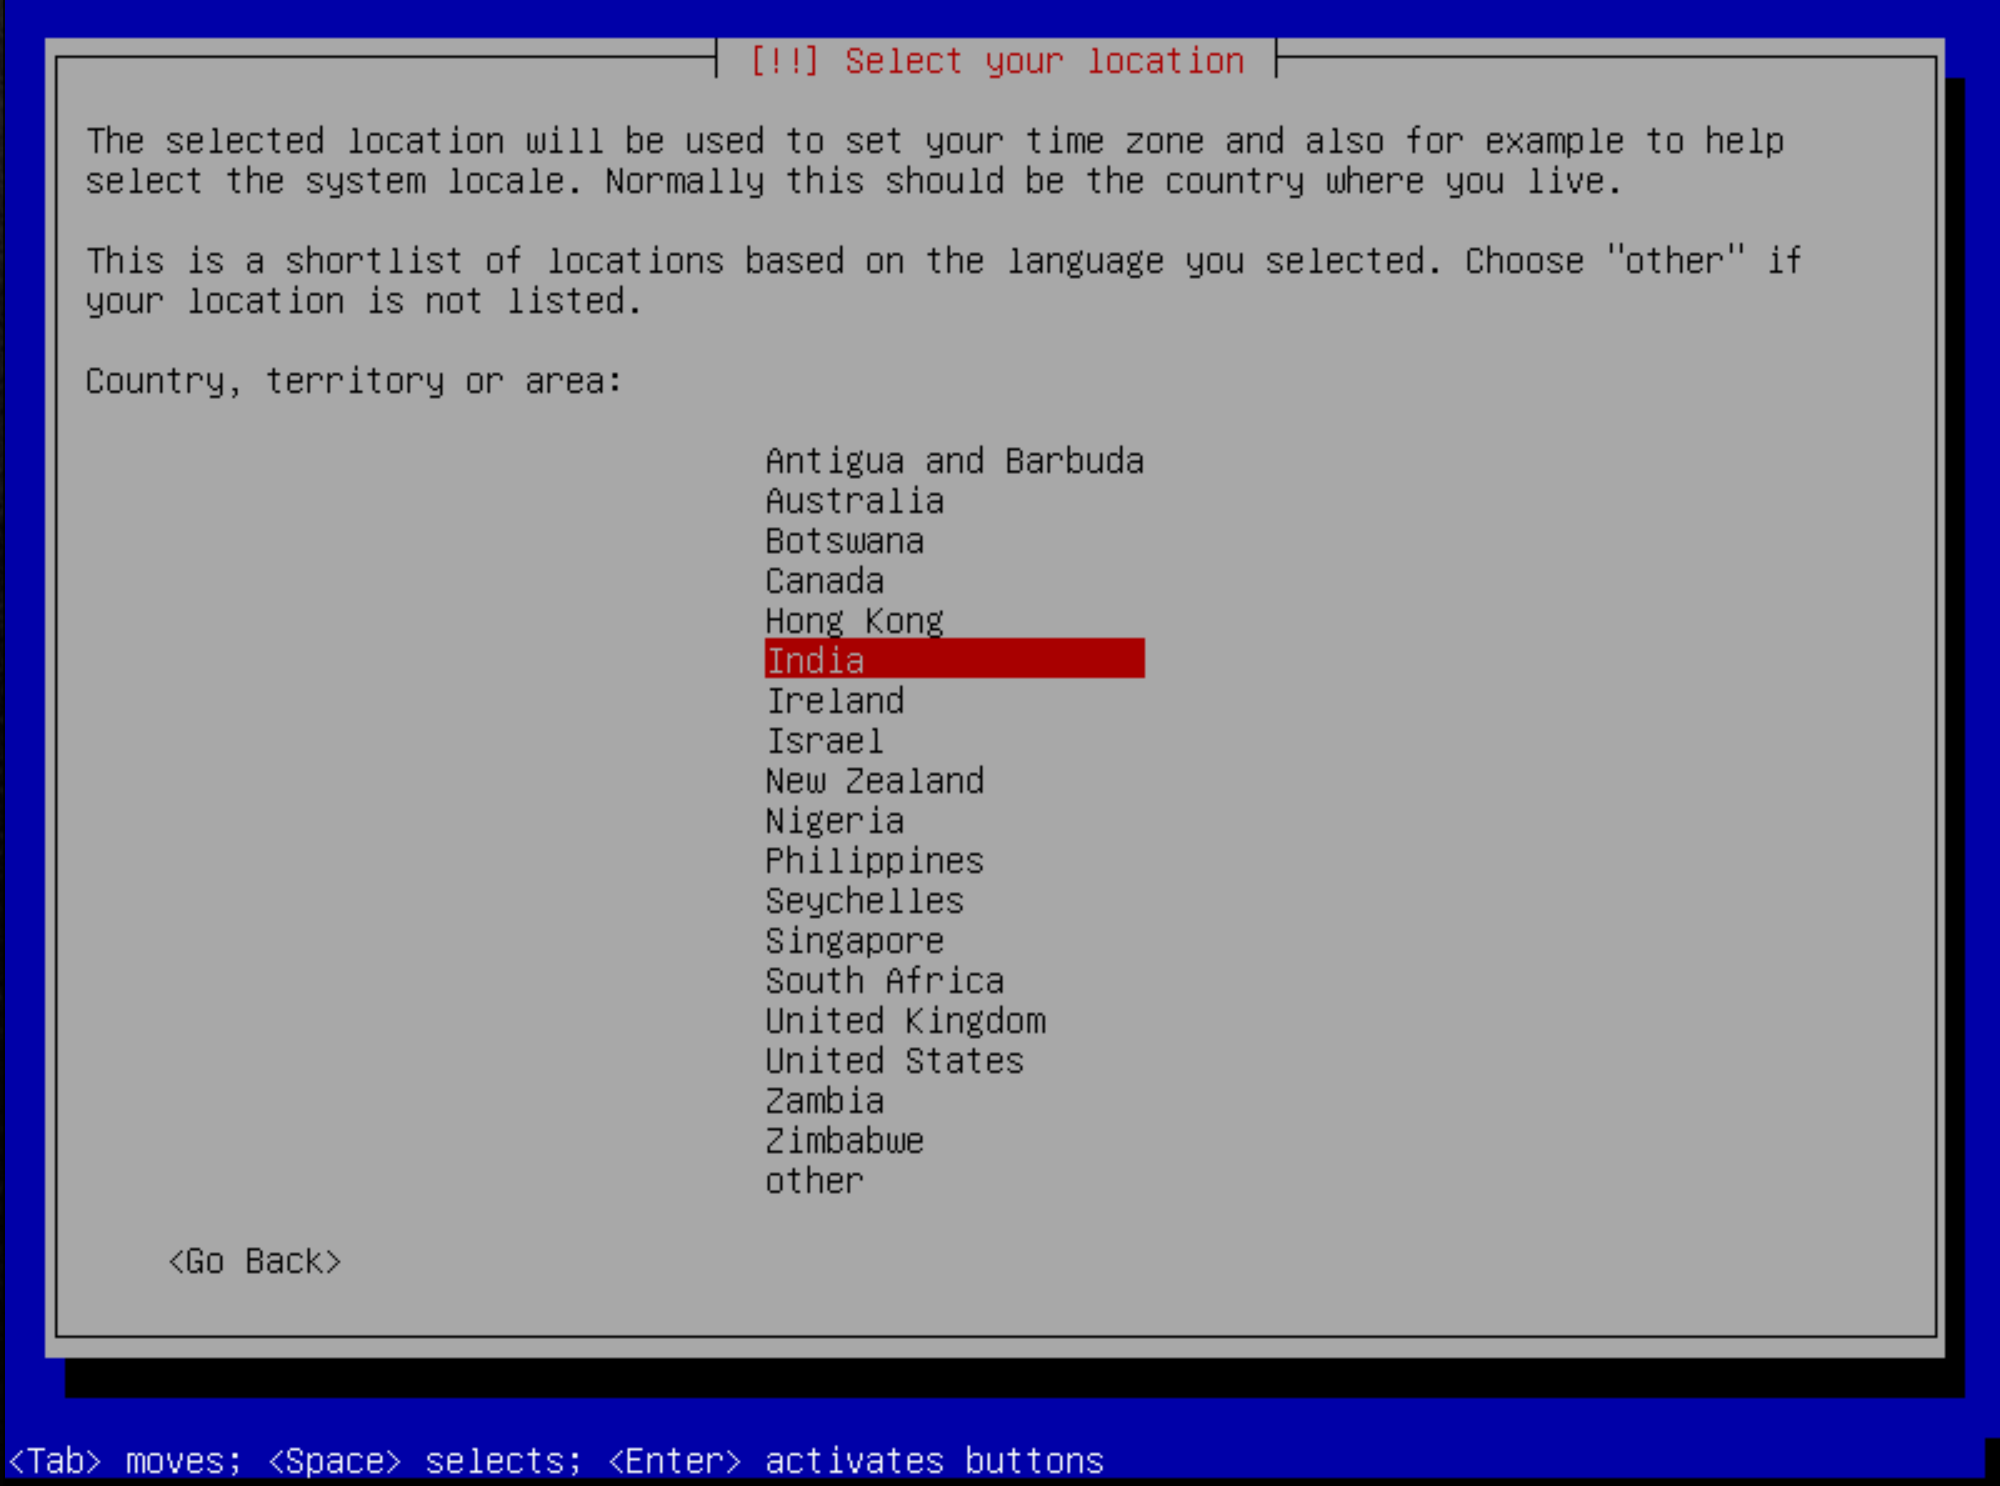 [!!] Select your location
The selected location will be used to set your time zone and also for example to help
select the system locale. Normally this should be the country where you live.
This is a shortlist of locations based on the language you selected. Choose "other" if
your location is not listed.
Country, territory or area:
Antigua and Barbuda
Australia
Botswana
Canada
Hong Kong
India
Ireland
Israel
New Zealand
Nigeria
Philippines
Seychelles
Singapore
South Africa
United Kingdom
United States
Zambia
Zimbabwe
other
<Go Back>
<Tab> moves; <Space> selects; <Enter> activates buttons